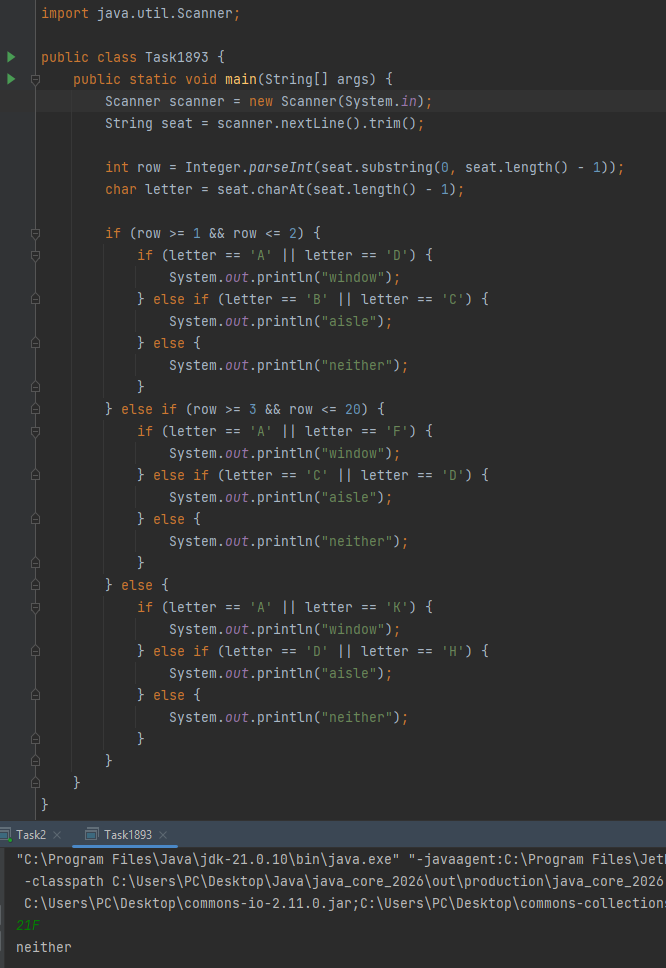 import java.util.Scanner;
public class Task1893 {
public static void main(String[] args) {
Scanner scanner = new Scanner(System.in);
String seat = scanner.nextLine().trim();
int row = Integer.parseInt(seat.substring(0, seat.length() - 1));
char letter = seat.charAt(seat.length() - 1);
if (row >= 1 && row <= 2) {
if (letter == 'A' || letter == 'D') {
System.out.println("window");
} else if (letter == 'B' || letter == 'C') {
System.out.println("aisle");
} else {
System.out.println("neither");
}
} else if (row >= 3 && row <= 20) {
if (letter == 'A' || letter == 'F') {
System.out.println("window");
} else if (letter == 'C' || letter == 'D') {
System.out.println("aisle");
} else {
System.out.println("neither");
}
} else {
if (letter == 'A' || letter == 'K') {
System.out.println("window");
} else if (letter == 'D' || letter == 'H') {
System.out.println("aisle");
} else {
System.out.println("neither");
}
}
}
}
Task2 × Task1893 ×
"C:\Program Files\Java\jdk-21.0.10\bin\java.exe" "-javaagent:C:\Program Files\Jet
-classpath C:\Users\PC\Desktop\Java\java_core_2026\out\production\java_core_2026
C:\Users\PC\Desktop\commons-io-2.11.0.jar;C:\Users\PC\Desktop\commons-collection
21F
neither